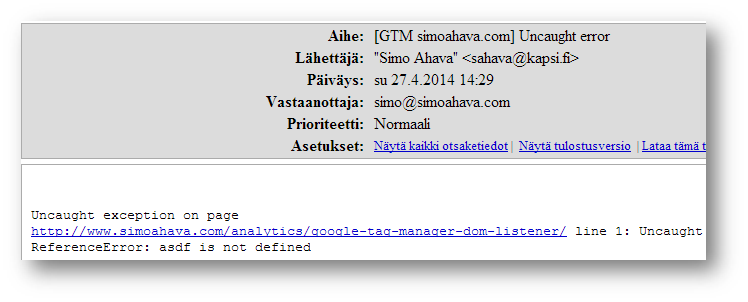 Aihe: [GTM simoahava.com] Uncaught error
Lähettäjä: "Simo Ahava" <sahava@kapsi.fi>
Päiväys: su 27.4.2014 14:29
Vastaanottaja: simo@simoahava.com
Prioriteetti: Normaali
Asetukset: Näytä kaikki otsaketiedot | Näytä tulostusversio | Lataa tämä t
Uncaught exception on page
http://www.simoahava.com/analytics/google-tag-manager-dom-listener/ line 1: Uncaught
ReferenceError: asdf is not defined